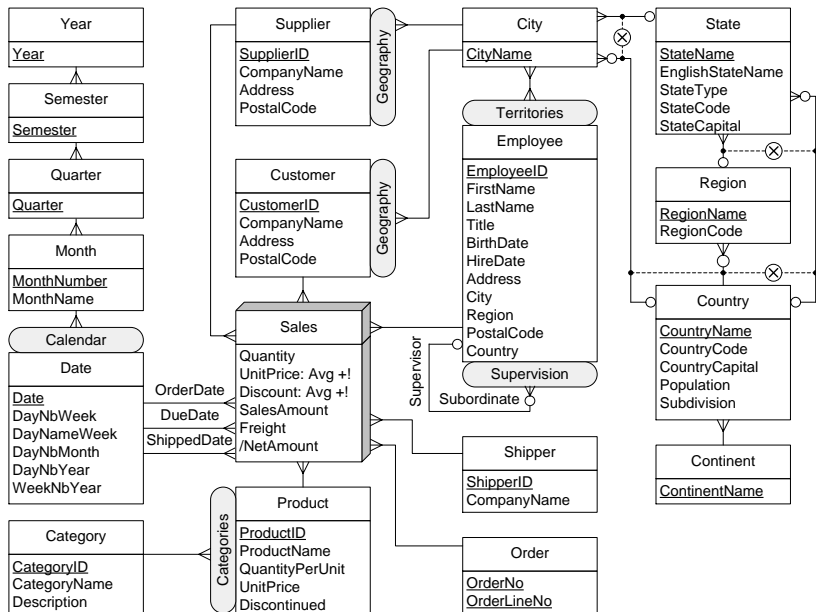 Year
Year
Semester
Semester
Quarter
Quarter
Month
MonthNumber
MonthName
Calendar
Date
Date
DayNbWeek
DayNameWeek
DayNbMonth
DayNbYear
WeekNbYear
Category
CategoryID
CategoryName
Description
Supplier
SupplierID
CompanyName
Address
PostalCode
Geography
Customer
CustomerID
CompanyName
Address
PostalCode
Geography
Sales
Quantity
UnitPrice: Avg +!
Discount: Avg +!
SalesAmount
Freight
/NetAmount
OrderDate
DueDate
ShippedDate
Categories
Product
ProductID
ProductName
QuantityPerUnit
UnitPrice
Discontinued
City
CityName
Territories
Employee
EmployeeID
FirstName
LastName
Title
BirthDate
HireDate
Address
City
Region
PostalCode
Country
Supervision
Supervisor
Subordinate
Shipper
ShipperID
CompanyName
Order
OrderNo
OrderLineNo
State
StateName
EnglishStateName
StateType
StateCode
StateCapital
Region
RegionName
RegionCode
Country
CountryName
CountryCode
CountryCapital
Population
Subdivision
Continent
ContinentName